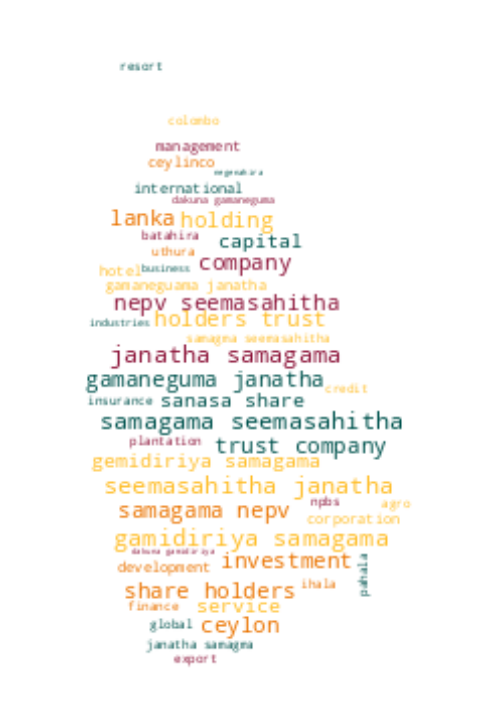 resort
colombo
management
ceylinco
negenahira
international
dakuna gamaneguma
lanka holding
batahira capital
uthura
company
hotel business
gamaneguama janatha
nepv seemasahitha
industries holders trust
samagma seemasahitha
janatha samagama
gamaneguma janatha
credit
insurance sanasa share
samagama seemasahitha
plantation trust company
gemidiriya samagama
seemasahitha janatha
samagama nepv npbs agro
corporation
gamidiriya samagama
dakuna gamidiriya
investment
development pahala
share holders ihala
finance service
global ceylon
janatha samagma
export